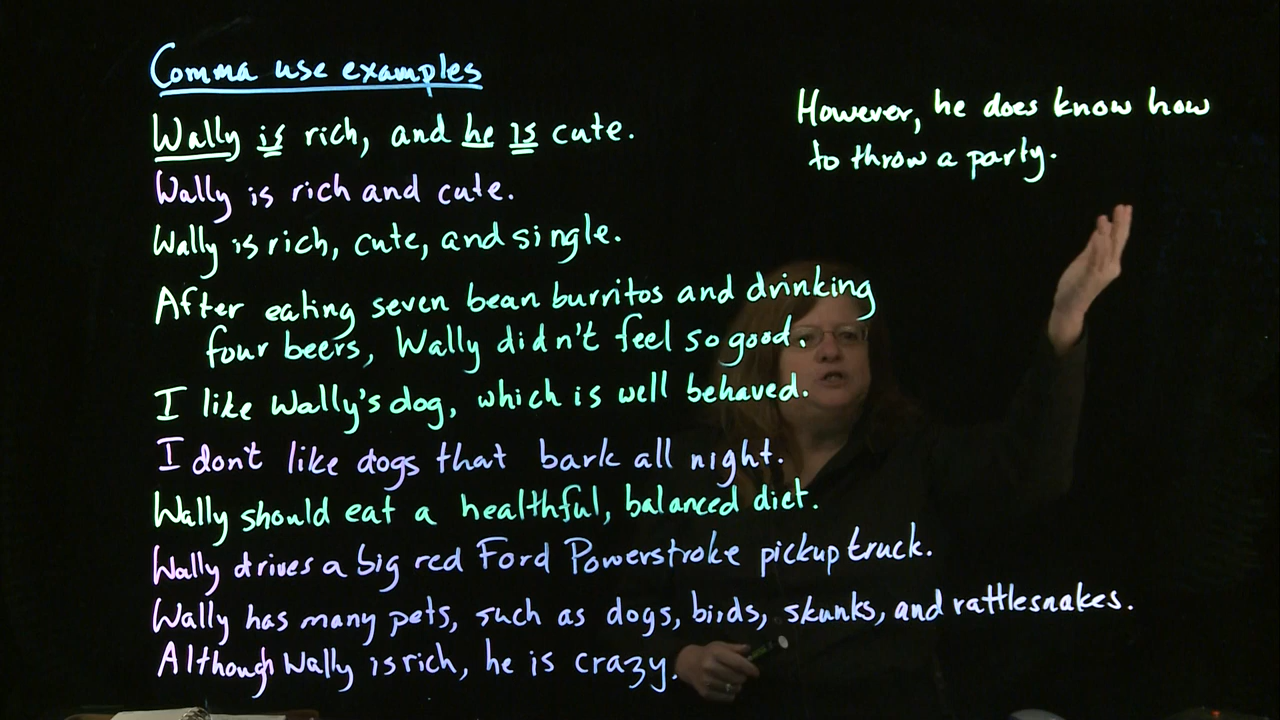 Comma use examples
Wally is rich, and he is cute.
Wally is rich and cute.
Wally is rich, cute, and single.
After eating seven bean burritos and drinking
four beers, Wally didn't feel so good.
I like Wally's dog, which is well behaved.
I don't like dogs that bark all night.
Wally should eat a healthful, balanced diet.
Wally drives a big red Ford Powerstroke pickup truck.
Wally has many pets, such as dogs, birds, skunks, and rattlesnakes.
Although Wally is rich, he is crazy.
However, he does know how
to throw a party.